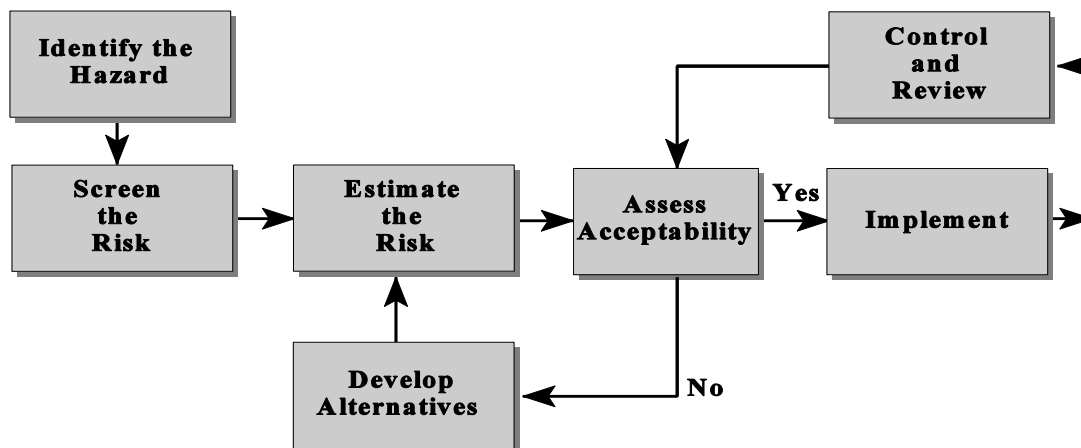 Identify the
Hazard
Control
and
Review
Screen
the
Risk
Estimate
the
Risk
Assess
Acceptability
Yes
Implement
Develop
Alternatives
No